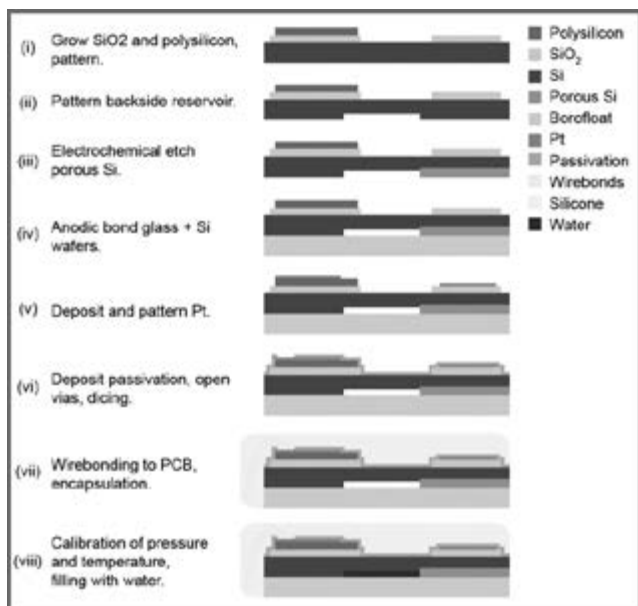 (i) Grow SiO2 and polysilicon,
pattern.
(ii) Pattern backside reservoir.
(iii) Electrochemical etch
porous Si.
(iv) Anodic bond glass + Si
wafers.
(v) Deposit and pattern Pt.
(vi) Deposit passivation, open
vias, dicing.
(vii) Wirebonding to PCB,
encapsulation.
(viii) Calibration of pressure
and temperature,
filling with water.
Polysilicon
SiO₂
Si
Porous Si
Borofloat
Pt
Passivation
Wirebonds
Silicone
Water